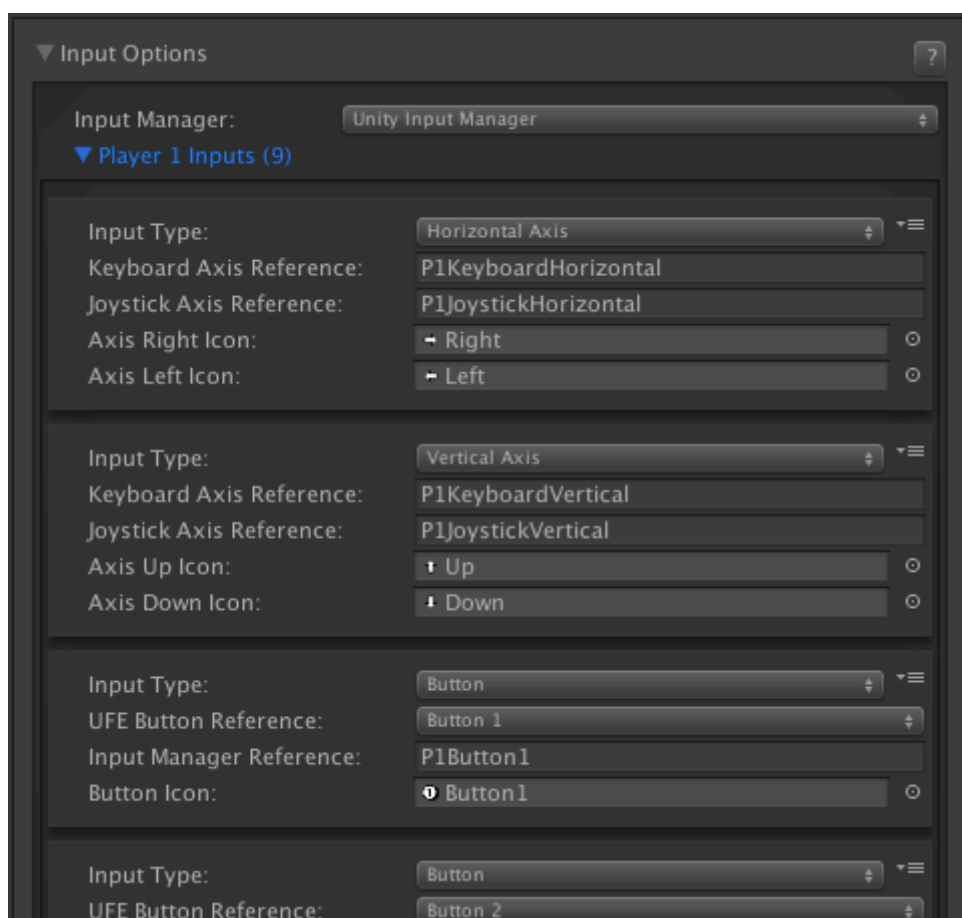 Input Options
?
Input Manager: Unity Input Manager
Player 1 Inputs (9)
Input Type: Horizontal Axis
Keyboard Axis Reference: P1KeyboardHorizontal
Joystick Axis Reference: P1JoystickHorizontal
Axis Right Icon: Right
Axis Left Icon: Left
Input Type: Vertical Axis
Keyboard Axis Reference: P1KeyboardVertical
Joystick Axis Reference: P1JoystickVertical
Axis Up Icon: Up
Axis Down Icon: Down
Input Type: Button
UFE Button Reference: Button 1
Input Manager Reference: P1Button1
Button Icon: Button1
Input Type: Button
UFE Button Reference: Button 2